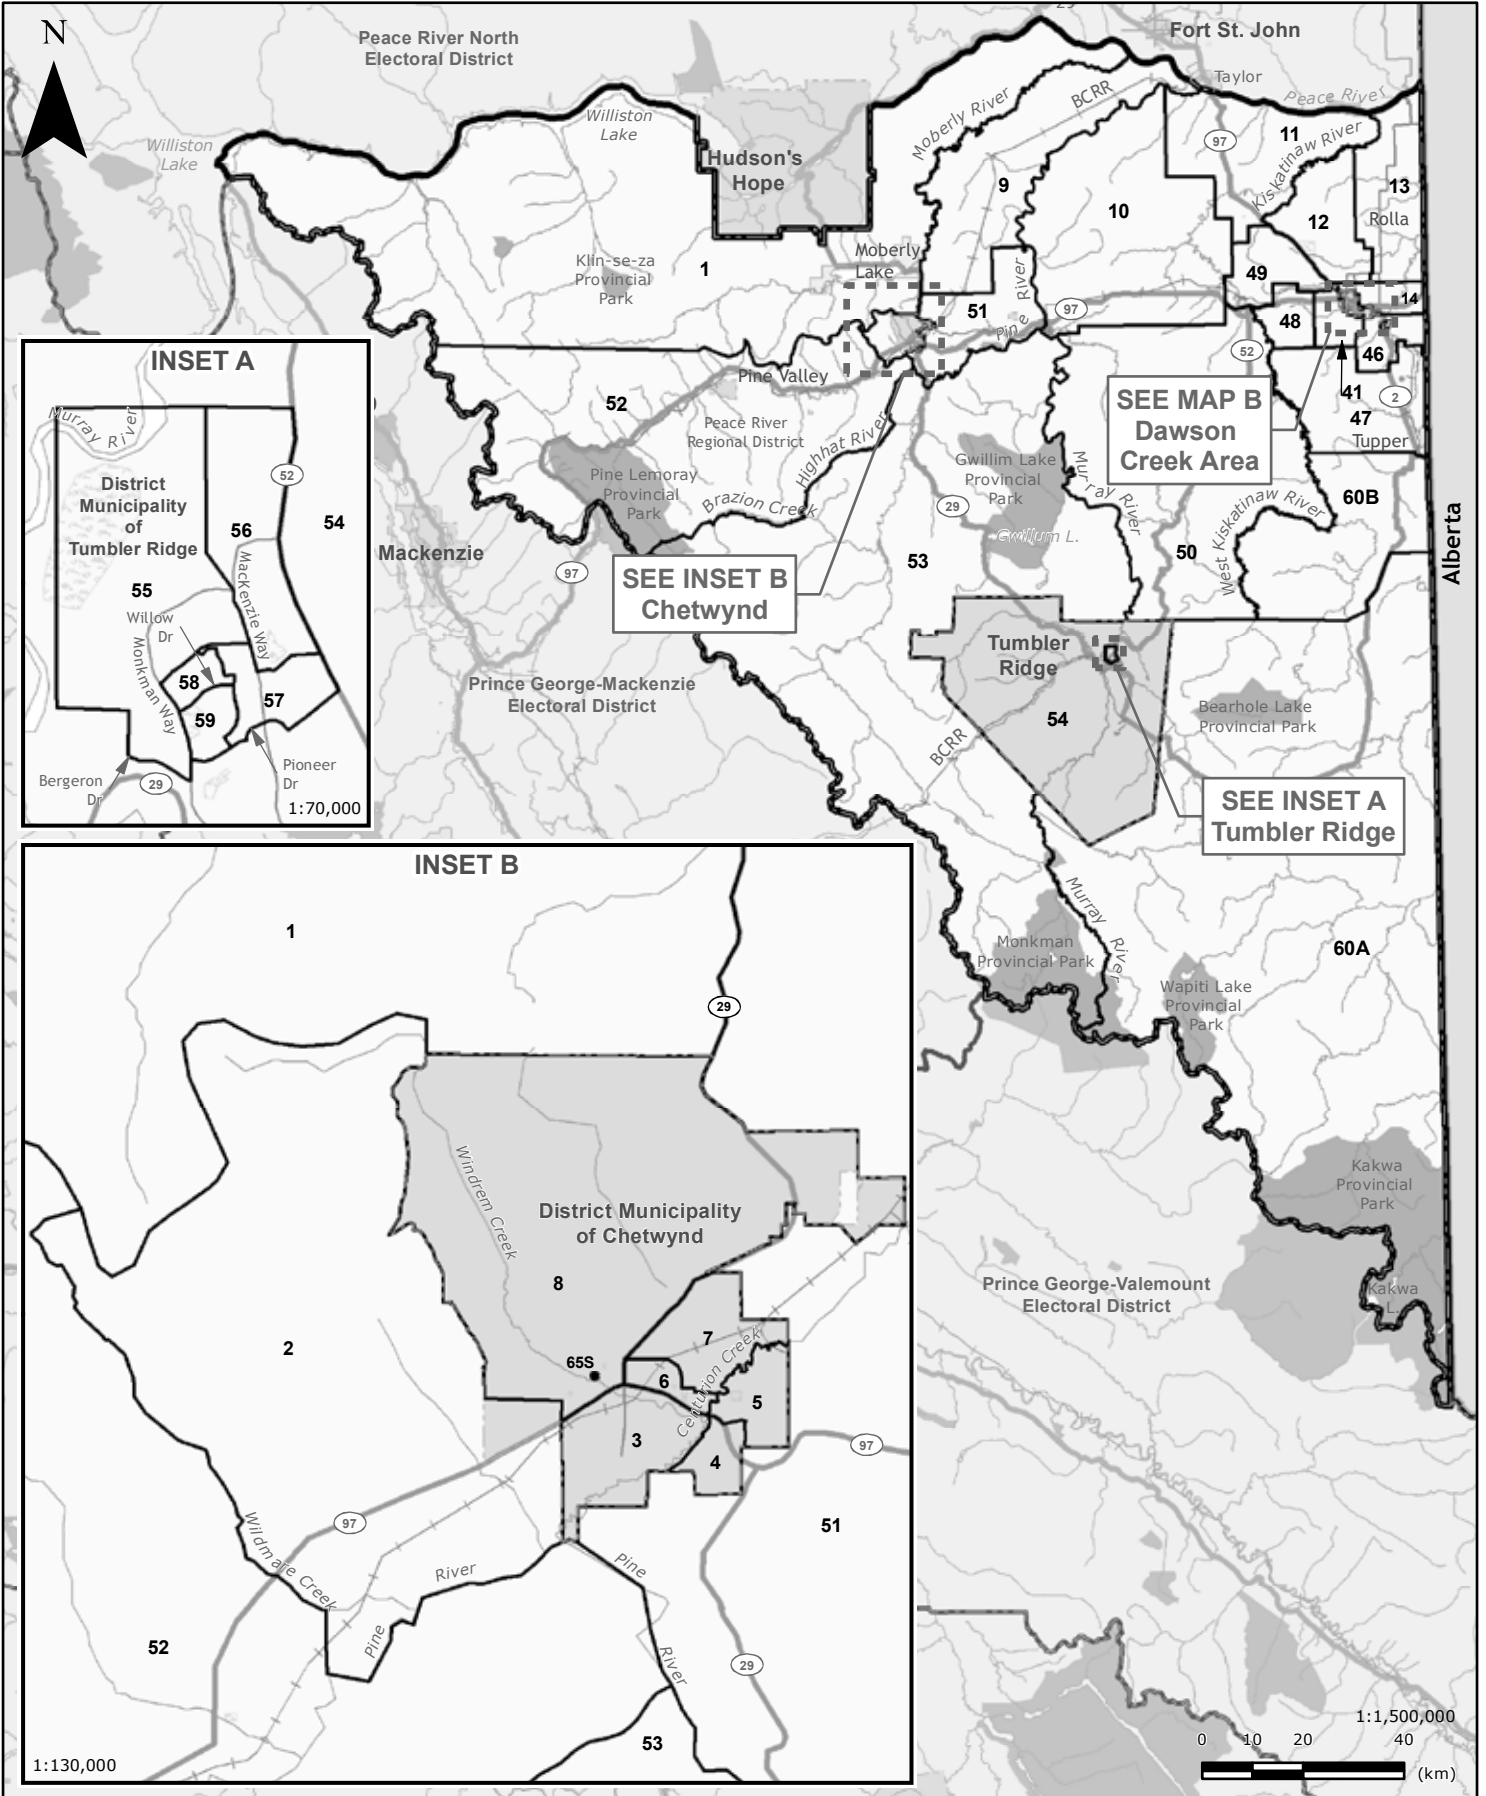 N
Peace River North
Electoral District
Fort St. John
Taylor
Peace River
Williston
Lake
Williston
Lake
Moberly River
BCRR
97
11
Kiskatinaw River
Hudson's
Hope
9
10
12
13
Rolla
Klin-se-za
Provincial
Park
1
Moberly
Lake
49
51
Pine River
97
14
48
52
46
41
2
47
Tupper
Pine Valley
52
Peace River
Regional District
Highhat River
SEE MAP B
Dawson
Creek Area
Gwillim Lake
Provincial
Park
Murray River
Pine Lemoray
Provincial
Park
Brazion Creek
29
Gwillum L.
West Kiskatinaw River
60B
Alberta
Mackenzie
97
SEE INSET B
Chetwynd
53
50
Tumbler
Ridge
54
Prince George-Mackenzie
Electoral District
Bearhole Lake
Provincial Park
BCRR
SEE INSET A
Tumbler Ridge
Murray River
Monkman
Provincial Park
60A
Wapiti Lake
Provincial
Park
Kakwa
Provincial
Park
Kakwa
L.
Prince George-Valemount
Electoral District
1:1,500,000
0 10 20 40
(km)
INSET A
Murray River
52
District
Municipality
of
Tumbler Ridge
56
54
55
MacKenzie Way
Willow
Dr
Monkman Way
58
57
59
Bergeron
Dr
29
Pioneer
Dr
1:70,000
INSET B
1
29
Windrem Creek
District Municipality
of Chetwynd
8
2
7
65S
6
Centurion Creek
5
3
4
97
97
51
Wildmare Creek
River
Pine
Pine
52
River
29
53
1:130,000